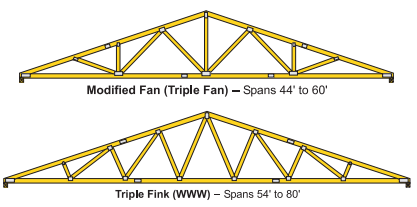 Modified Fan (Triple Fan) – Spans 44' to 60'
Triple Fink (WWW) – Spans 54' to 80'